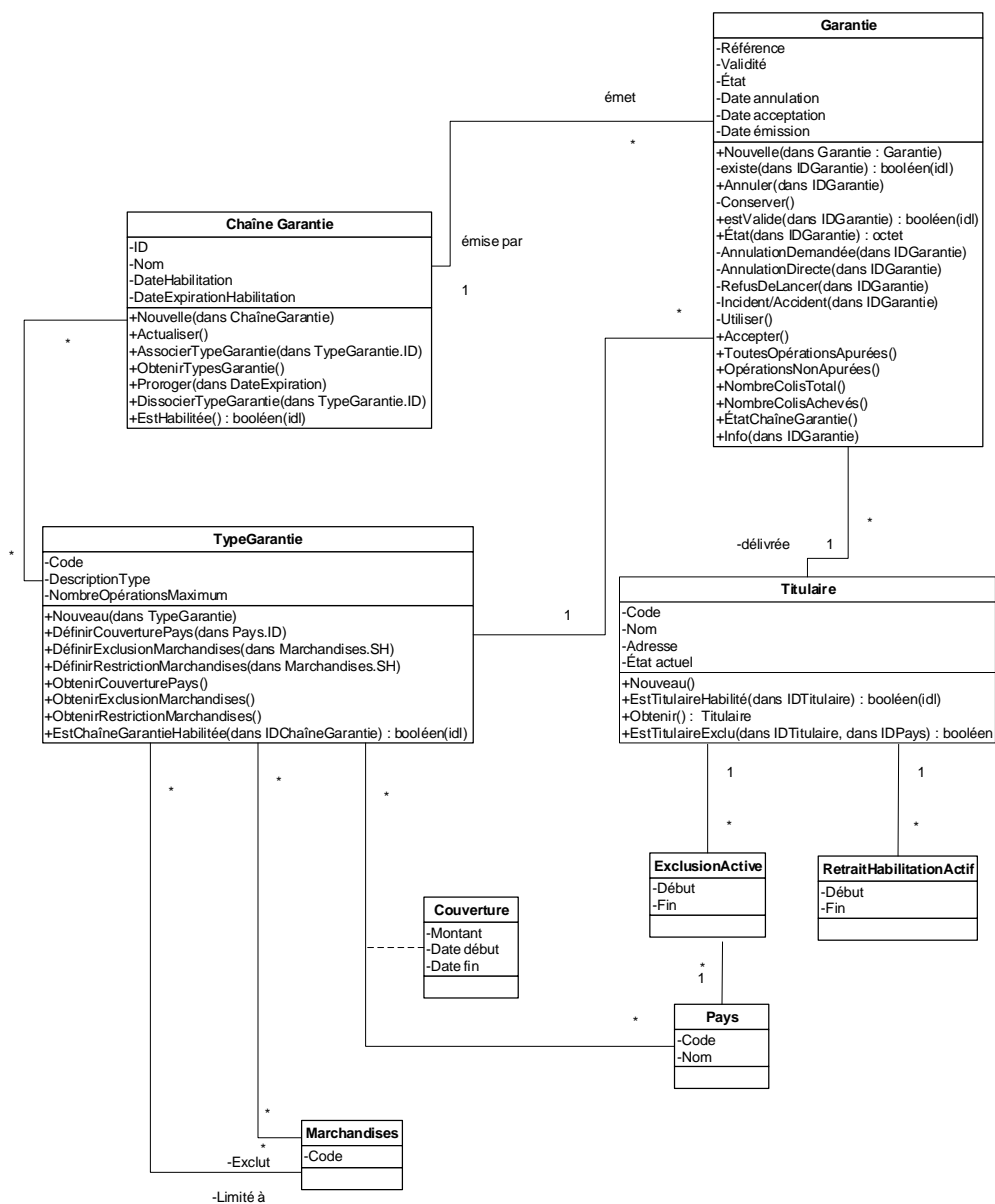 Garantie
-Référence
-Validité
-État
-Date annulation
-Date acceptation
-Date émission
+Nouvelle(dans Garantie : Garantie)
-existe(dans IDGarantie) : booléen(idl)
+Annuler(dans IDGarantie)
-Conserver()
+estValide(dans IDGarantie) : booléen(idl)
+État(dans IDGarantie) : octet
-AnnulationDemandée(dans IDGarantie)
-AnnulationDirecte(dans IDGarantie)
-RefusDeLancer(dans IDGarantie)
-Incident/Accident(dans IDGarantie)
-Utiliser()
+Accepter()
+ToutesOpérationsApurées()
+OpérationsNonApurées()
+NombreColisTotal()
+NombreColisAchevés()
+ÉtatChaîneGarantie()
+Info(dans IDGarantie)
émet
*
émise par
1
*
Chaîne Garantie
-ID
-Nom
-DateHabilitation
-DateExpirationHabilitation
+Nouvelle(dans ChaîneGarantie)
+Actualiser()
+AssocierTypeGarantie(dans TypeGarantie.ID)
+ObtenirTypesGarantie()
+Proroger(dans DateExpiration)
+DissocierTypeGarantie(dans TypeGarantie.ID)
+EstHabilitée() : booléen(idl)
*
*
TypeGarantie
-Code
-DescriptionType
-NombreOpérationsMaximum
+Nouveau(dans TypeGarantie)
+DéfinirCouverturePays(dans Pays.ID)
+DéfinirExclusionMarchandises(dans Marchandises.SH)
+DéfinirRestrictionMarchandises(dans Marchandises.SH)
+ObtenirCouverturePays()
+ObtenirExclusionMarchandises()
+ObtenirRestrictionMarchandises()
+EstChaîneGarantieHabilitée(dans IDChaîneGarantie) : booléen(idl)
1
*
-délivrée
1
Titulaire
-Code
-Nom
-Adresse
-État actuel
+Nouveau()
+EstTitulaireHabilité(dans IDTitulaire) : booléen(idl)
+Obtenir() : Titulaire
+EstTitulaireExclu(dans IDTitulaire, dans IDPays) : booléen
*
*
*
1
1
*
*
ExclusionActive
-Début
-Fin
RetraitHabilitationActif
-Début
-Fin
Couverture
-Montant
-Date début
-Date fin
*
1
*
Pays
-Code
-Nom
*
*
Marchandises
-Code
-Exclut
-Limité à